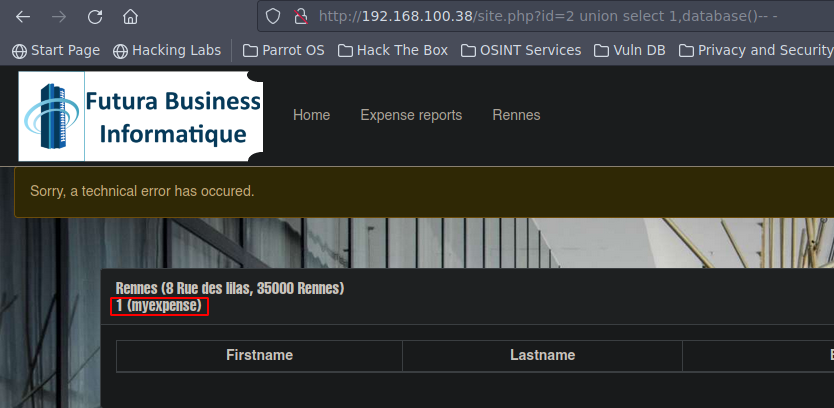 http://192.168.100.38/site.php?id=2 union select 1,database()-- -
Start Page Hacking Labs Parrot OS Hack The Box OSINT Services Vuln DB Privacy and Security
Futura Business
Informatique
Home Expense reports Rennes
Sorry, a technical error has occured.
Rennes (8 Rue des lilas, 35000 Rennes)
1 (myexpense)
Firstname Lastname E